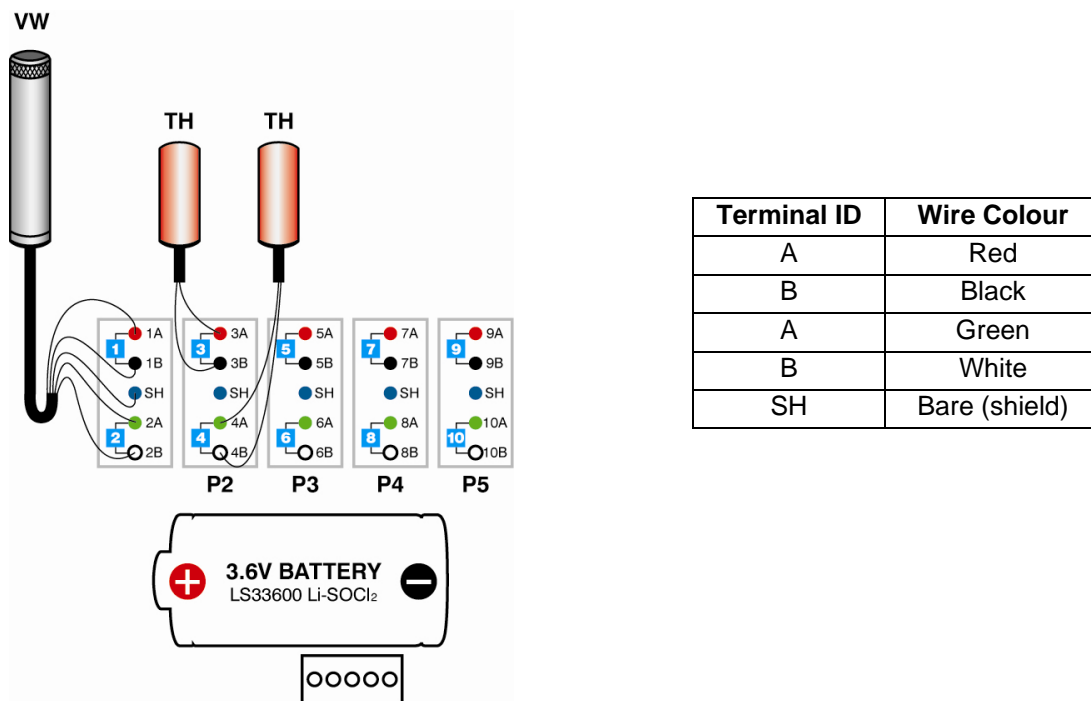 VW
TH TH
1A 3A 5A 7A 9A
1 3 5 7 9
1B 3B 5B 7B 9B
SH SH SH SH SH
2A 4A 6A 8A 10A
2 4 6 8 10
2B 4B 6B 8B 10B
P2 P3 P4 P5
+ 3.6V BATTERY −
LS33600 Li-SOCl₂
Terminal ID Wire Colour
A Red
B Black
A Green
B White
SH Bare (shield)